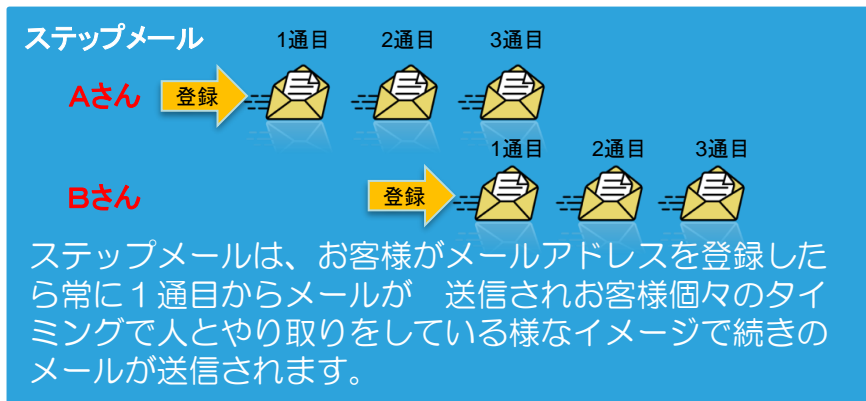 ステップメール 1通目 2通目 3通目
Aさん 登録
1通目 2通目 3通目
Bさん 登録
ステップメールは、お客様がメールアドレスを登録した
ら常に１通目からメールが　送信されお客様個々のタイ
ミングで人とやり取りをしている様なイメージで続きの
メールが送信されます。